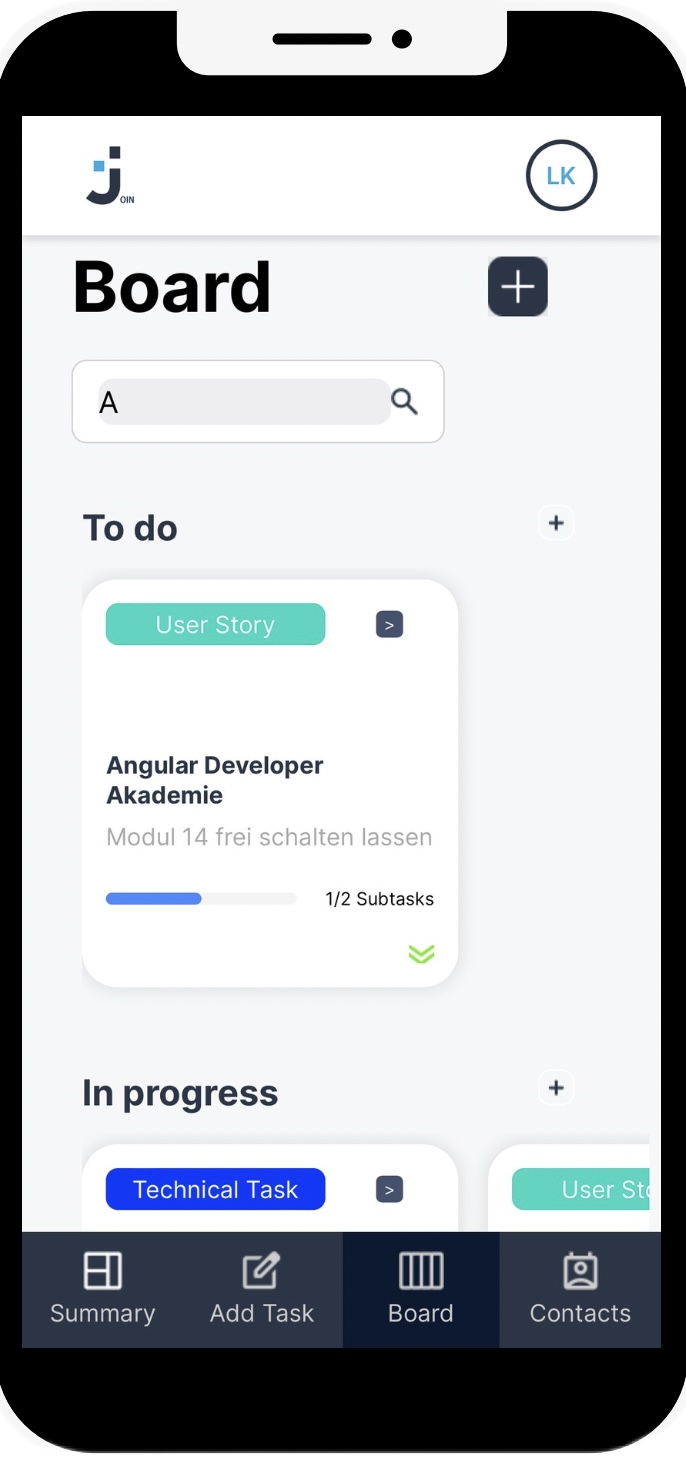 j
OIN
LK
Board
A
To do
+
User Story
>
Angular Developer
Akademie
Modul 14 frei schalten lassen
1/2 Subtasks
In progress
+
Technical Task
>
User Sto
Summary
Add Task
Board
Contacts